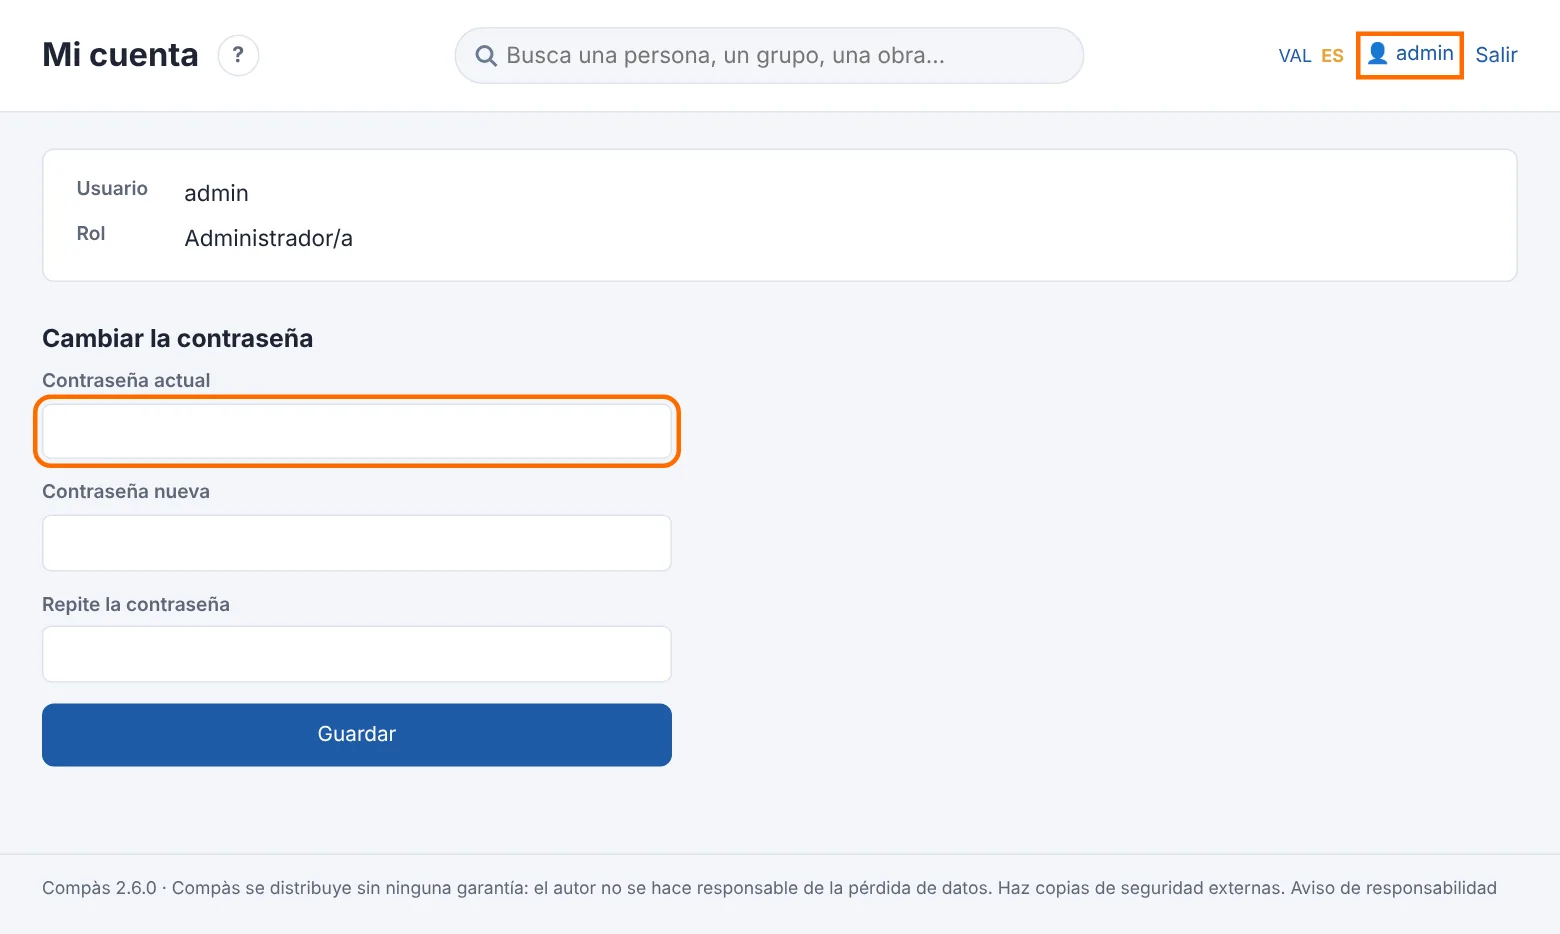 Mi cuenta
?
Busca una persona, un grupo, una obra...
VAL ES admin Salir
Usuario admin
Rol Administrador/a
Cambiar la contraseña
Contraseña actual
Contraseña nueva
Repite la contraseña
Guardar
Compàs 2.6.0 · Compàs se distribuye sin ninguna garantía: el autor no se hace responsable de la pérdida de datos. Haz copias de seguridad externas. Aviso de responsabilidad